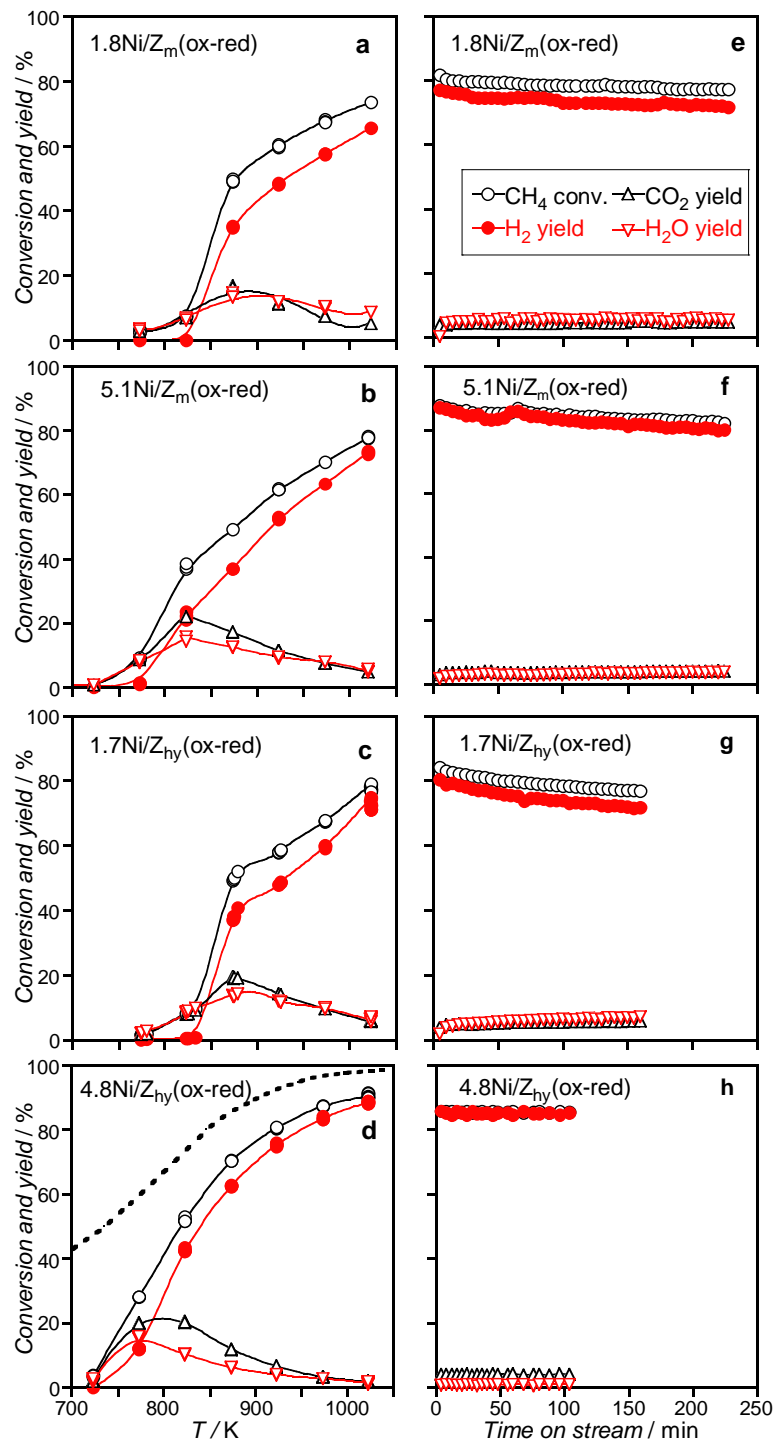 1.8Ni/Zm(ox-red) a
1.8Ni/Zm(ox-red) e
100
80
60
40
20
0
Conversion and yield / %
CH4 conv. CO2 yield
H2 yield H2O yield
5.1Ni/Zm(ox-red)
b
5.1Ni/Zm(ox-red) f
100
80
60
40
20
0
Conversion and yield / %
1.7Ni/Zhy(ox-red) c
1.7Ni/Zhy(ox-red) g
100
80
60
40
20
0
Conversion and yield / %
4.8Ni/Zhy(ox-red)
d
4.8Ni/Zhy(ox-red) h
100
80
60
40
20
0
Conversion and yield / %
700 800 900 1000
T / K
0 50 100 150 200 250
Time on stream / min